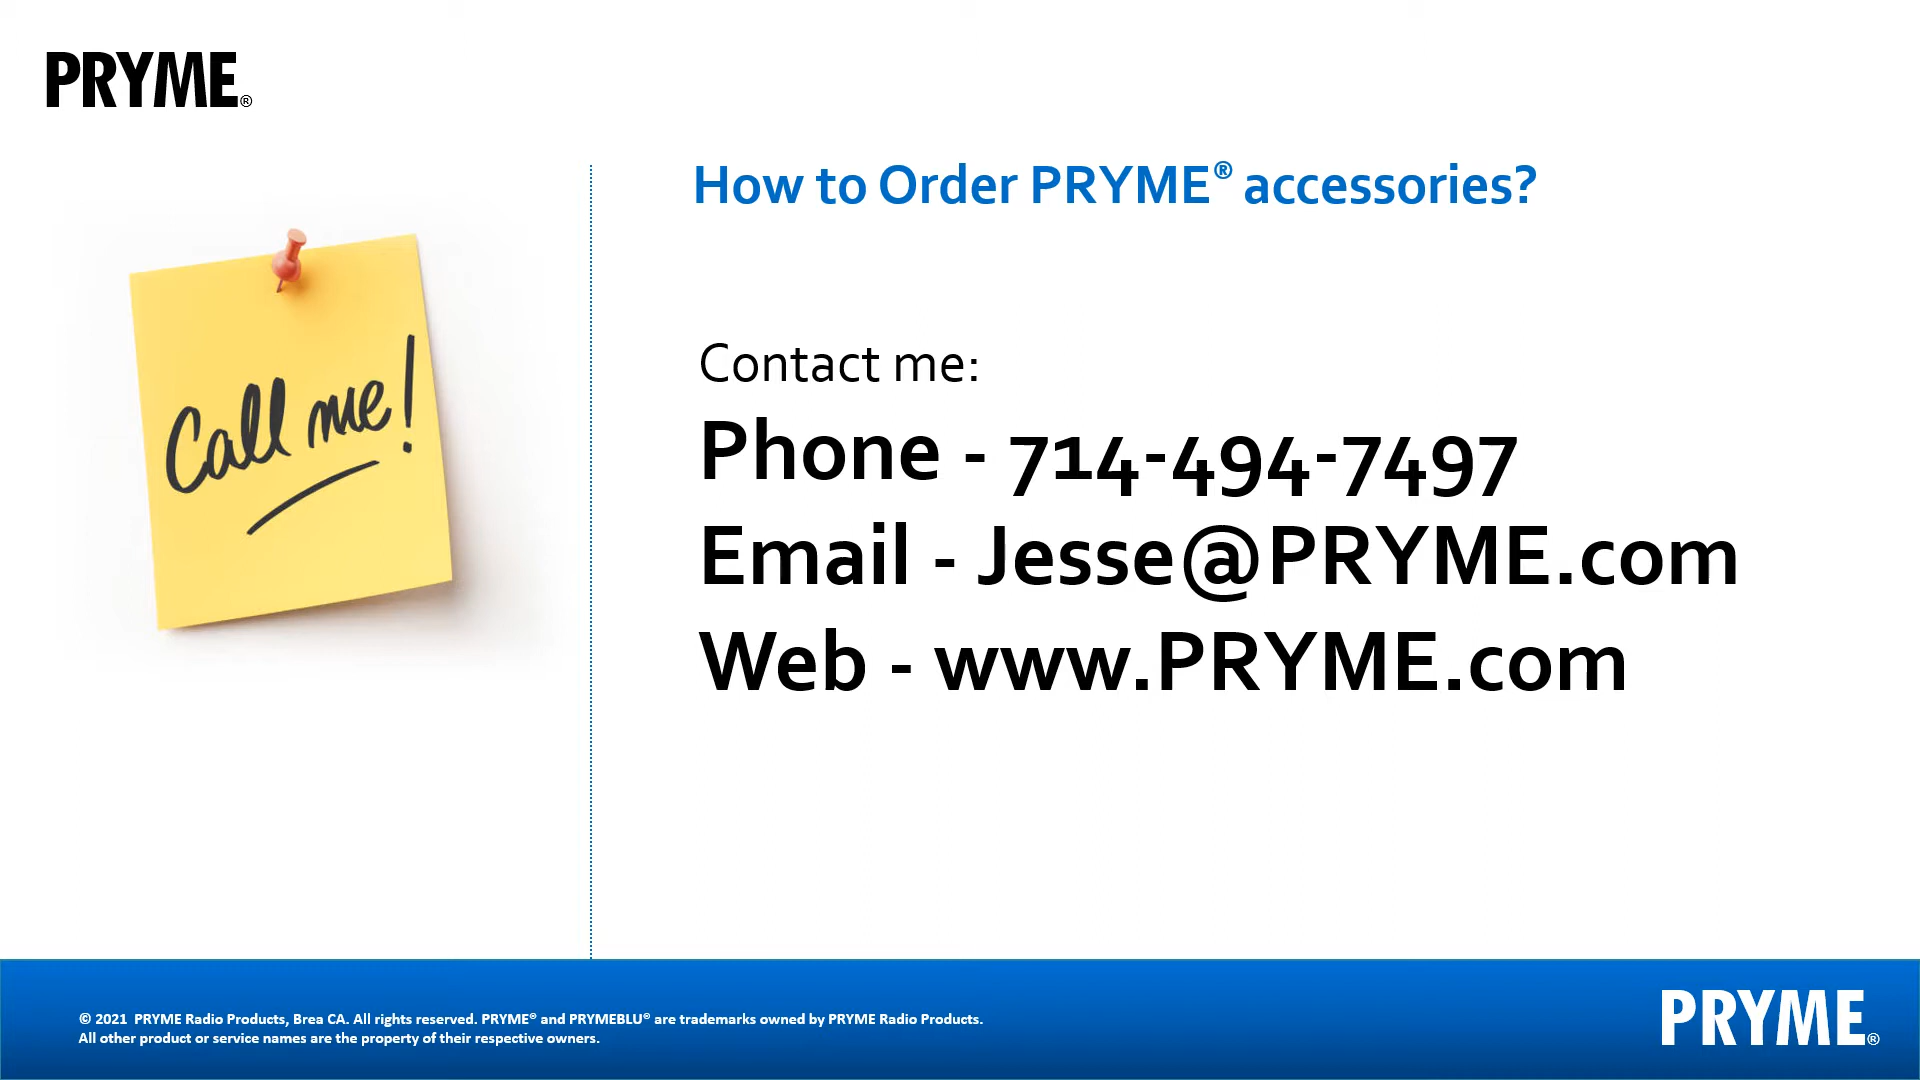 PRYME®
How to Order PRYME® accessories?
Call me!
Contact me:
Phone - 714-494-7497
Email - Jesse@PRYME.com
Web - www.PRYME.com
© 2021 PRYME Radio Products, Brea CA. All rights reserved. PRYME® and PRYMEBLU® are trademarks owned by PRYME Radio Products.
All other product or service names are the property of their respective owners.
PRYME®